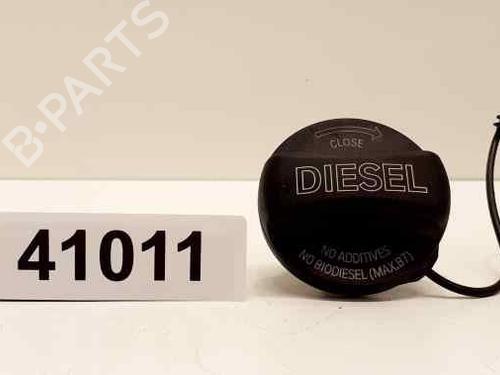 B·PARTS
41011
CLOSE
DIESEL
NO ADDITIVES
NO BIODIESEL (MAX.B7)